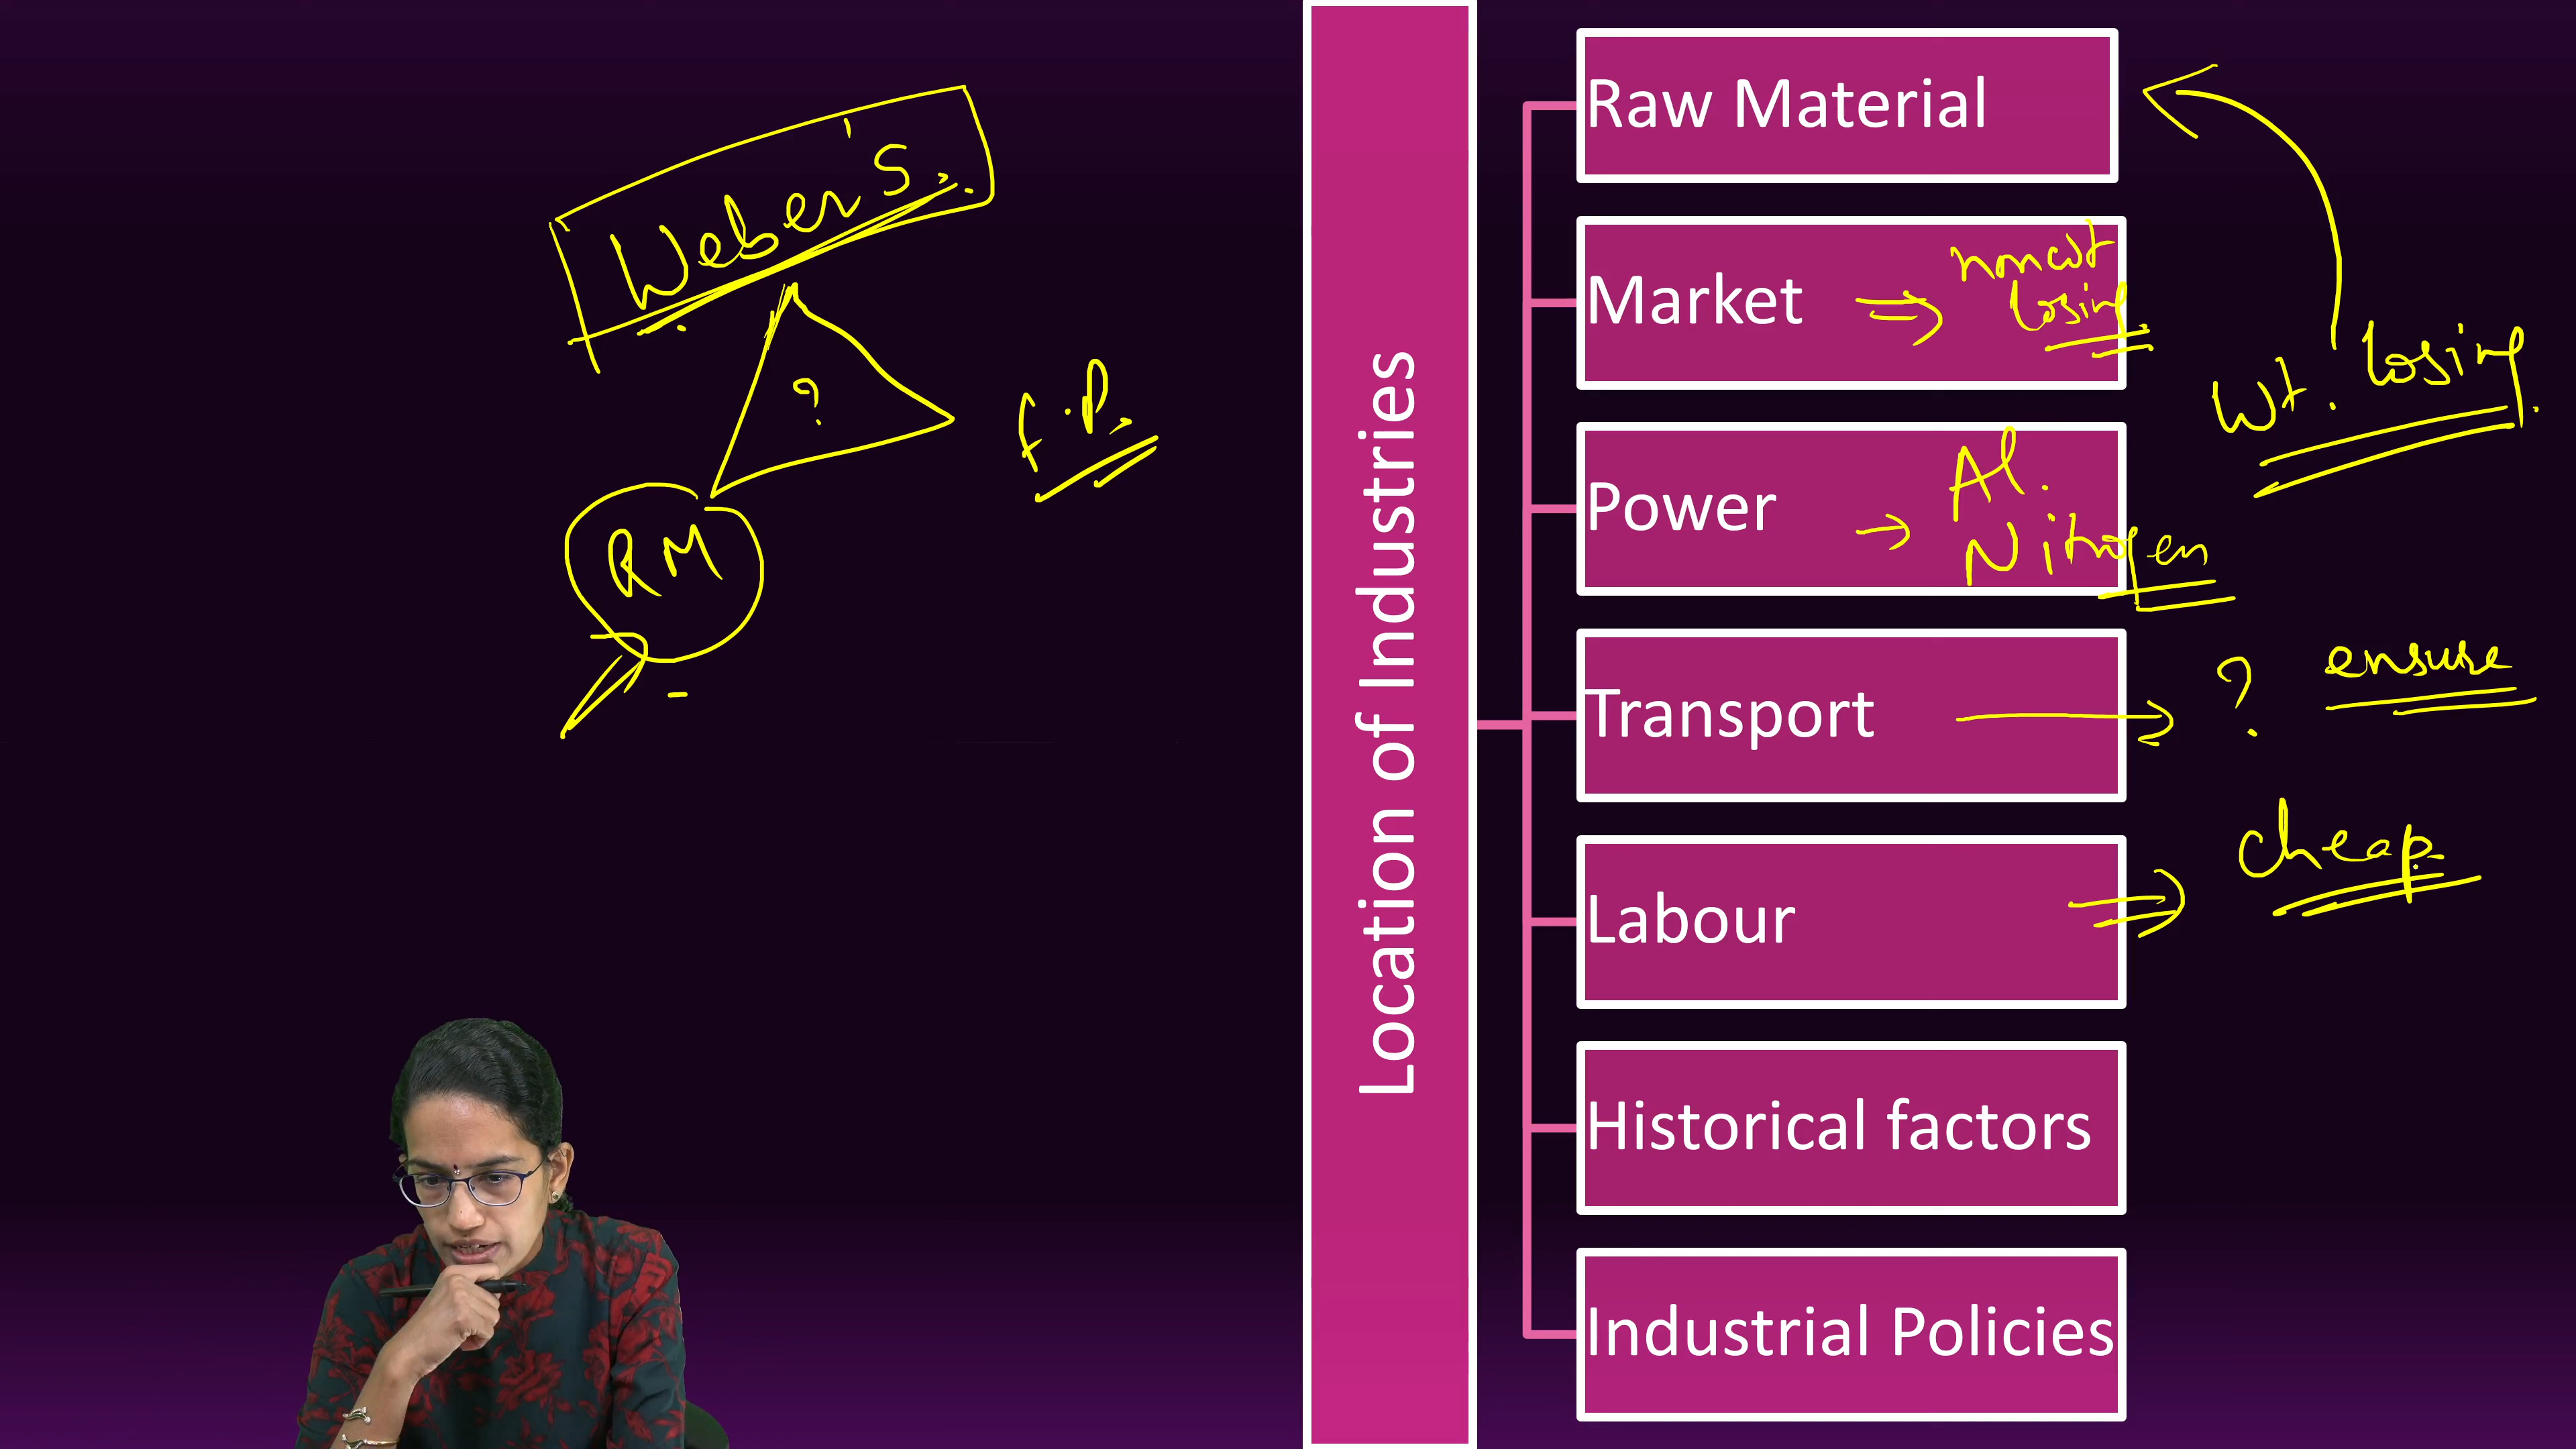 Weber's
?
f.P.
RM
Location of Industries
Raw Material
Market
non wt
losing
Wt. losing
Power
Al.
Nitrogen
Transport
? ensure
Labour
cheap
Historical factors
Industrial Policies